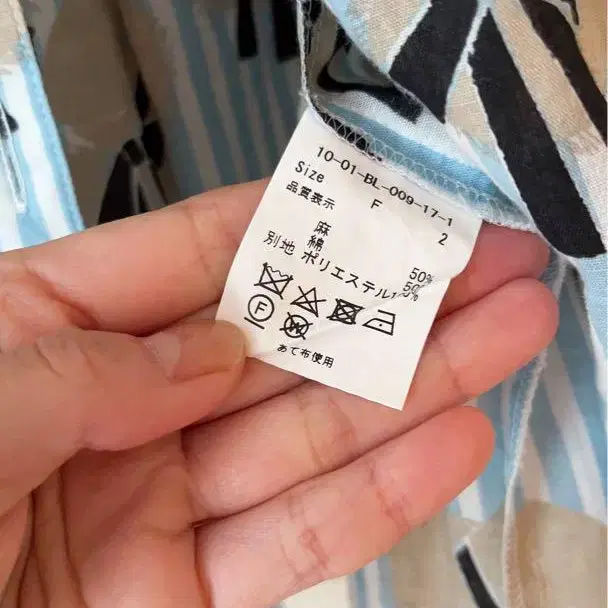 10-01-BL-009-17-1
Size F 2
品質表示
麻 50%
綿 50%
別地 ポリエステル
F
W
あて布使用